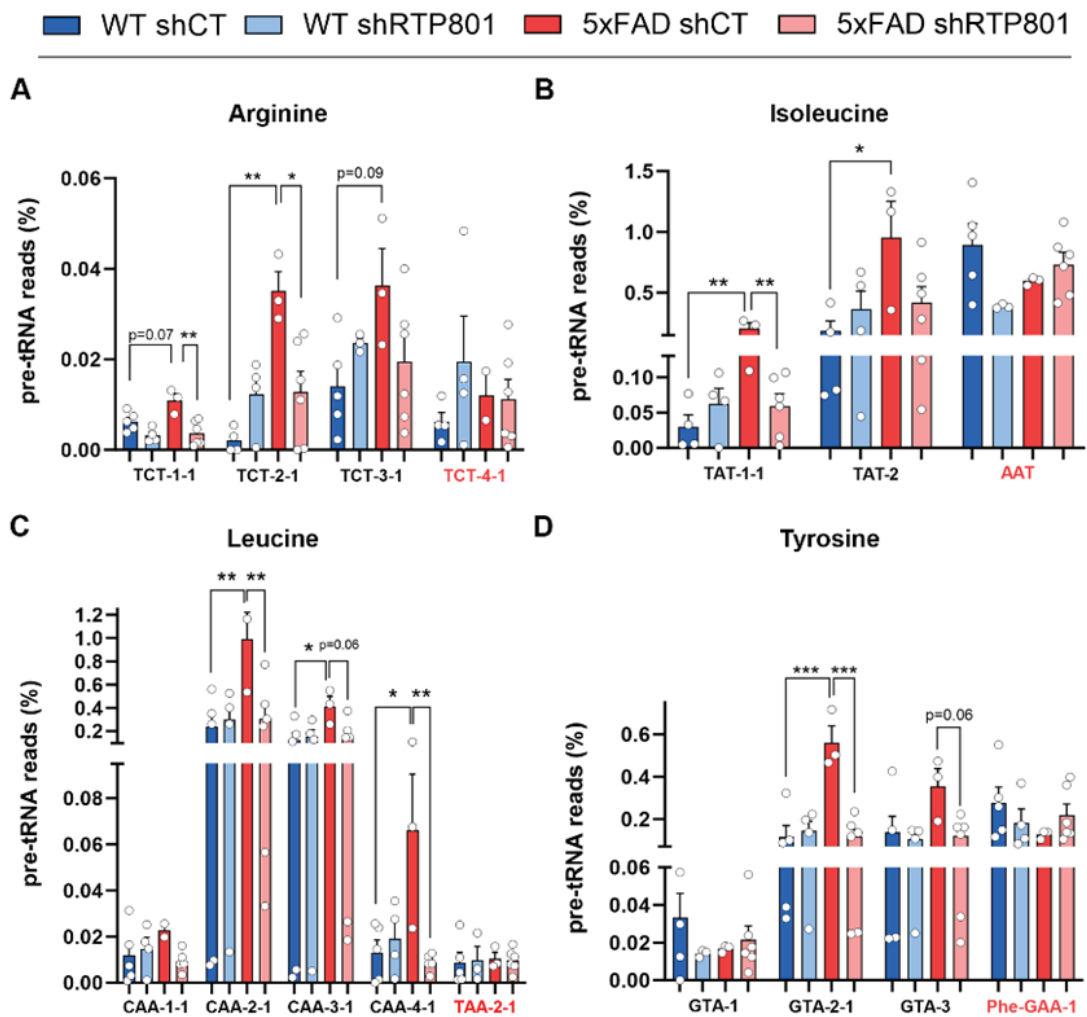 WT shCT WT shRTP801 5xFAD shCT 5xFAD shRTP801
A
Arginine
pre-tRNA reads (%)
0.06
0.04
0.02
0.00
p=0.07 **
** *
p=0.09
TCT-1-1 TCT-2-1 TCT-3-1 TCT-4-1
B
Isoleucine
pre-tRNA reads (%)
1.5
1.0
0.5
0.10
0.05
0.00
** **
*
TAT-1-1 TAT-2 AAT
C
Leucine
pre-tRNA reads (%)
1.2
1.0
0.8
0.6
0.4
0.2
0.08
0.06
0.04
0.02
0.00
** **
* p=0.06
* **
CAA-1-1 CAA-2-1 CAA-3-1 CAA-4-1 TAA-2-1
D
Tyrosine
pre-tRNA reads (%)
0.6
0.4
0.2
0.06
0.04
0.02
0.00
*** ***
p=0.06
GTA-1 GTA-2-1 GTA-3 Phe-GAA-1